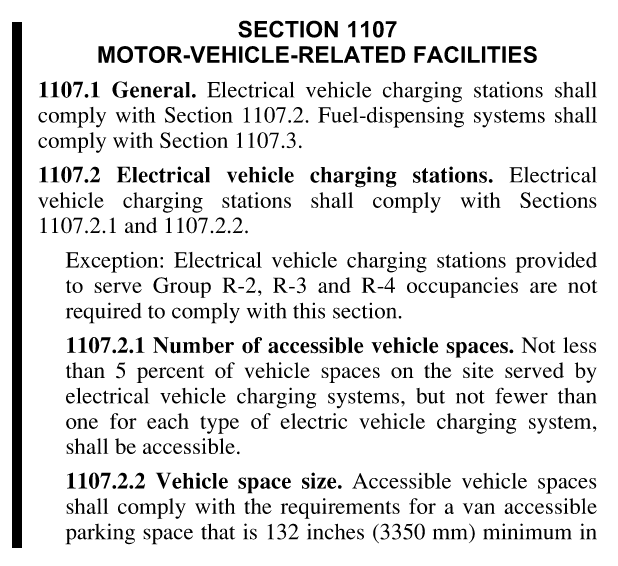 SECTION 1107
MOTOR-VEHICLE-RELATED FACILITIES
1107.1 General. Electrical vehicle charging stations shall
comply with Section 1107.2. Fuel-dispensing systems shall
comply with Section 1107.3.
1107.2 Electrical vehicle charging stations. Electrical
vehicle charging stations shall comply with Sections
1107.2.1 and 1107.2.2.
Exception: Electrical vehicle charging stations provided
to serve Group R-2, R-3 and R-4 occupancies are not
required to comply with this section.
1107.2.1 Number of accessible vehicle spaces. Not less
than 5 percent of vehicle spaces on the site served by
electrical vehicle charging systems, but not fewer than
one for each type of electric vehicle charging system,
shall be accessible.
1107.2.2 Vehicle space size. Accessible vehicle spaces
shall comply with the requirements for a van accessible
parking space that is 132 inches (3350 mm) minimum in